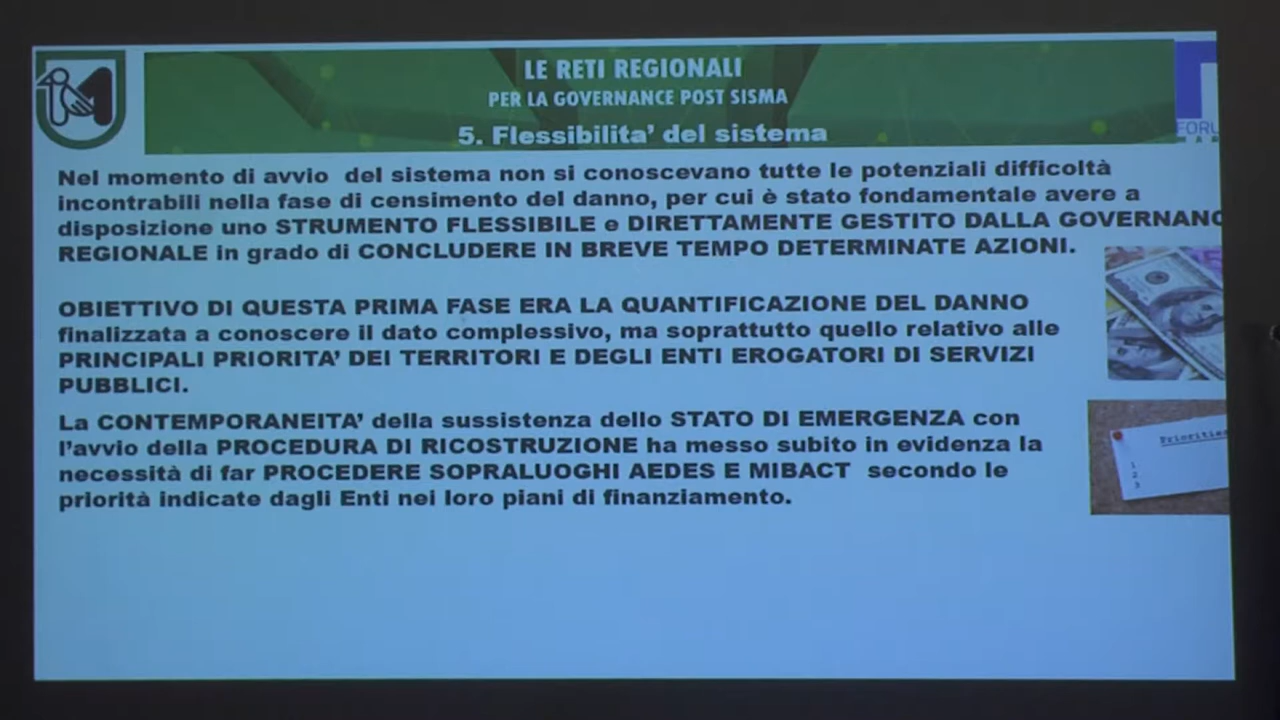 LE RETI REGIONALI
PER LA GOVERNANCE POST SISMA
5. Flessibilita' del sistema
FORU
Nel momento di avvio del sistema non si conoscevano tutte le potenziali difficoltà
incontrabili nella fase di censimento del danno, per cui è stato fondamentale avere a
disposizione uno STRUMENTO FLESSIBILE e DIRETTAMENTE GESTITO DALLA GOVERNANC
REGIONALE in grado di CONCLUDERE IN BREVE TEMPO DETERMINATE AZIONI.
OBIETTIVO DI QUESTA PRIMA FASE ERA LA QUANTIFICAZIONE DEL DANNO
finalizzata a conoscere il dato complessivo, ma soprattutto quello relativo alle
PRINCIPALI PRIORITA' DEI TERRITORI E DEGLI ENTI EROGATORI DI SERVIZI
PUBBLICI.
La CONTEMPORANEITA' della sussistenza dello STATO DI EMERGENZA con
l'avvio della PROCEDURA DI RICOSTRUZIONE ha messo subito in evidenza la
necessità di far PROCEDERE SOPRALUOGHI AEDES E MIBACT secondo le
priorità indicate dagli Enti nei loro piani di finanziamento.
Priorities
1
2
3